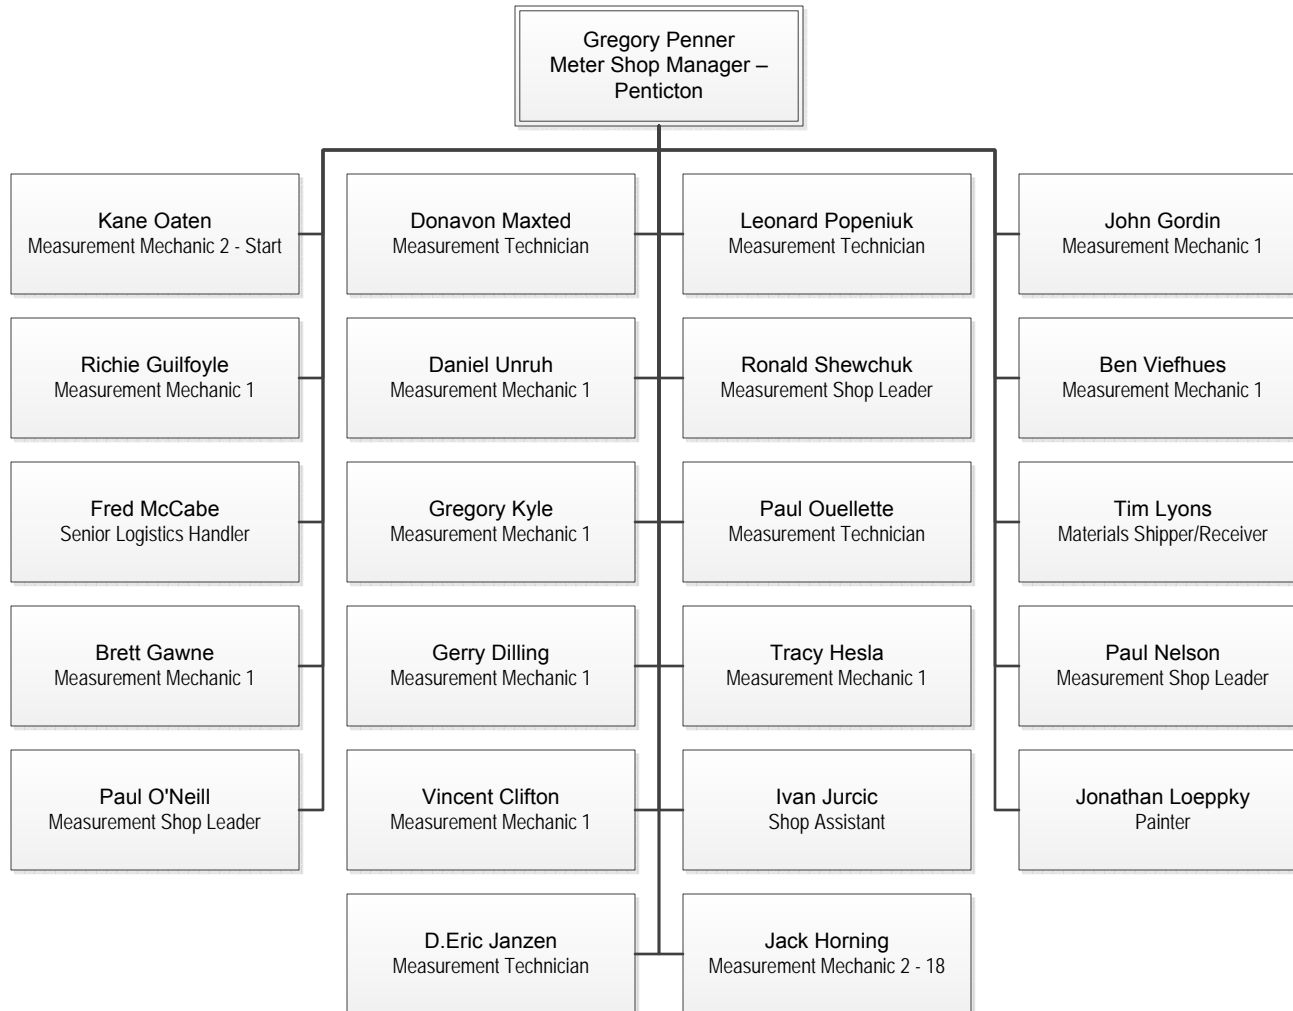 Gregory Penner
Meter Shop Manager –
Penticton
Kane Oaten
Measurement Mechanic 2 - Start
Donavon Maxted
Measurement Technician
Leonard Popeniuk
Measurement Technician
John Gordin
Measurement Mechanic 1
Richie Guilfoyle
Measurement Mechanic 1
Daniel Unruh
Measurement Mechanic 1
Ronald Shewchuk
Measurement Shop Leader
Ben Viefhues
Measurement Mechanic 1
Fred McCabe
Senior Logistics Handler
Gregory Kyle
Measurement Mechanic 1
Paul Ouellette
Measurement Technician
Tim Lyons
Materials Shipper/Receiver
Brett Gawne
Measurement Mechanic 1
Gerry Dilling
Measurement Mechanic 1
Tracy Hesla
Measurement Mechanic 1
Paul Nelson
Measurement Shop Leader
Paul O'Neill
Measurement Shop Leader
Vincent Clifton
Measurement Mechanic 1
Ivan Jurcic
Shop Assistant
Jonathan Loeppky
Painter
D.Eric Janzen
Measurement Technician
Jack Horning
Measurement Mechanic 2 - 18